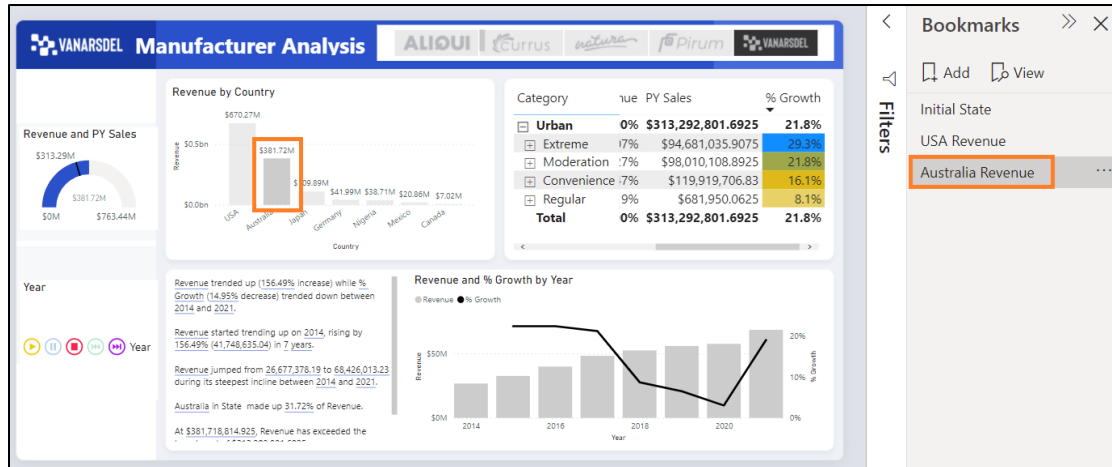 VANARSDEL Manufacturer Analysis
ALIQUI Currus natura Pirum VANARSDEL
Revenue and PY Sales
$313.29M
$381.72M
$0M $763.44M
Revenue by Country
$670.27M
$381.72M
$41.99M $38.71M $20.86M $7.02M
Revenue
$0.5bn
$0.0bn
USA Australia Japan Germany Nigeria Mexico Canada
Country
Category PY Sales % Growth
Urban 0% $313,292,801.6925 21.8%
Extreme 7% $94,681,035.9075 29.3%
Moderation 7% $98,010,108.8925 21.8%
Convenience 7% $119,919,706.83 16.1%
Regular 9% $681,950.0625 8.1%
Total 0% $313,292,801.6925 21.8%
Year
Year
Revenue trended up (156.49% increase) while %
Growth (14.95% decrease) trended down between
2014 and 2021.
Revenue started trending up on 2014, rising by
156.49% (41,748,635.04) in 7 years.
Revenue jumped from 26,677,378.19 to 68,426,013.23
during its steepest incline between 2014 and 2021.
Australia in State made up 31.72% of Revenue.
At $381,718,814.925, Revenue has exceeded the
Revenue and % Growth by Year
Revenue % Growth
Revenue
$50M
$0M
2014 2016 2018 2020
Year
20%
10%
0%
% Growth
Filters
Bookmarks
Add View
Initial State
USA Revenue
Australia Revenue